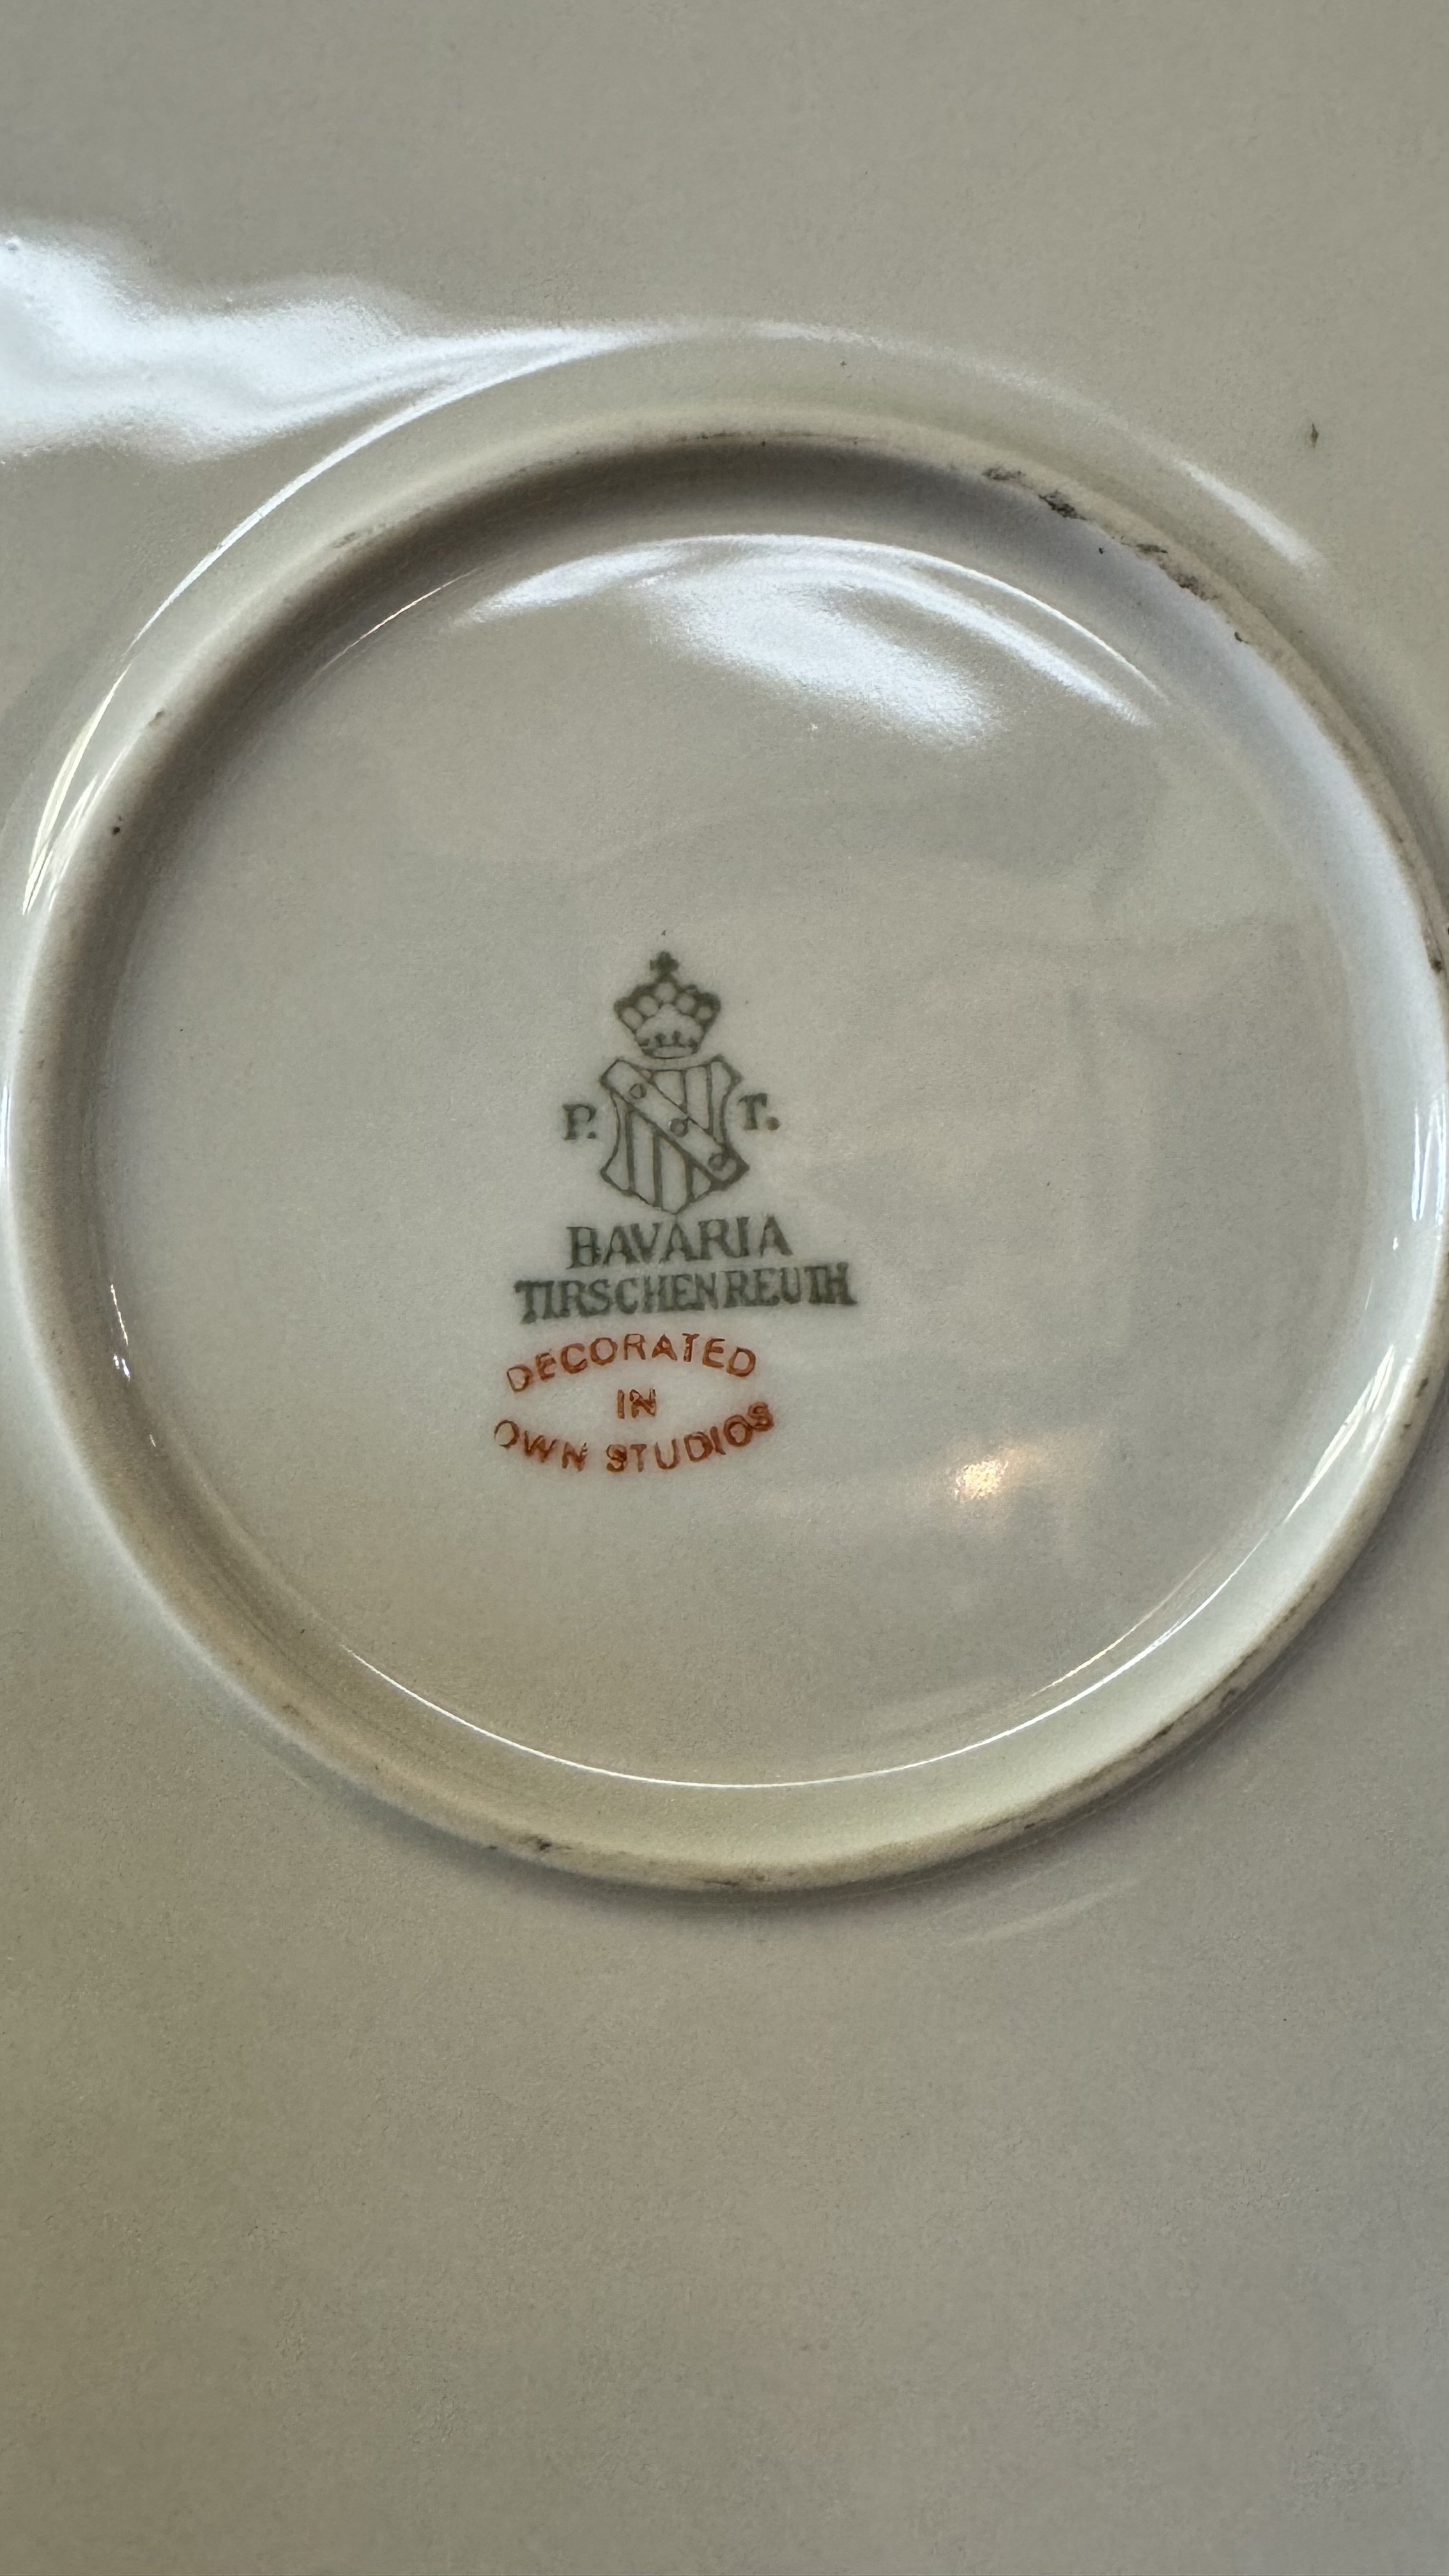 P. T.
BAVARIA
TIRSCHENREUTH
DECORATED
IN
OWN STUDIOS